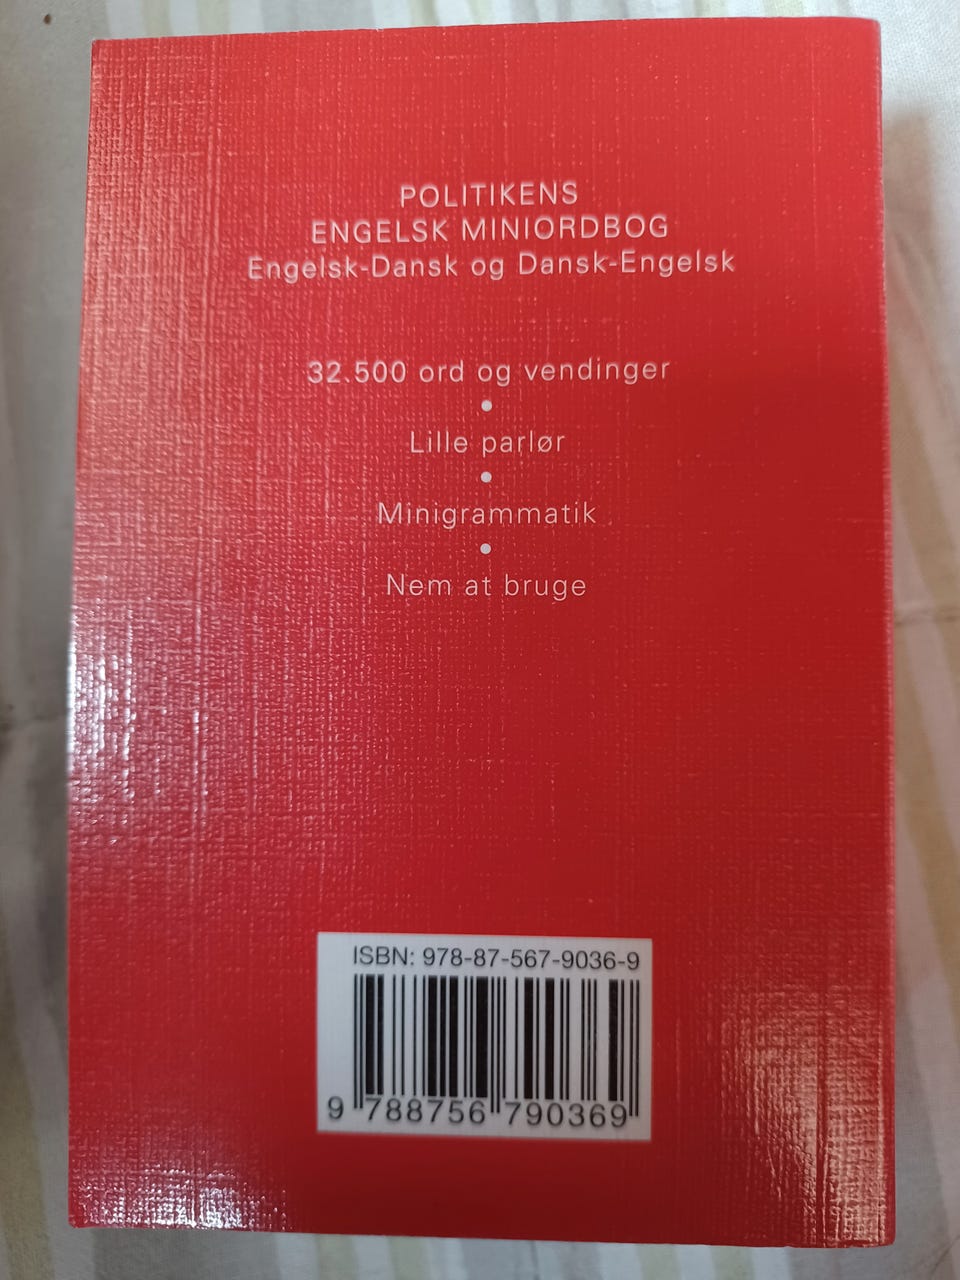 POLITIKENS
ENGELSK MINIORDBOG
Engelsk-Dansk og Dansk-Engelsk
32.500 ord og vendinger
Lille parlør
Minigrammatik
Nem at bruge
ISBN: 978-87-567-9036-9
9 788756 790369